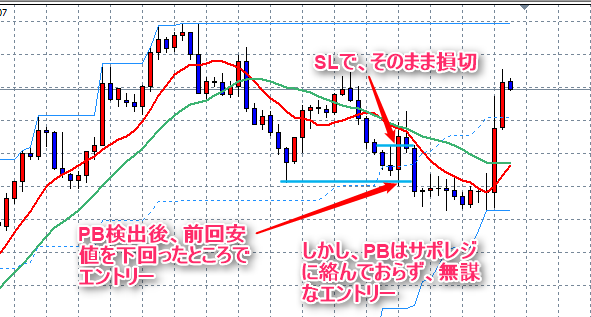 07
SLで、そのまま損切
PB検出後、前回安
値を下回ったところで
エントリー
しかし、PBはサポレジ
に絡んでおらず、無謀
なエントリー